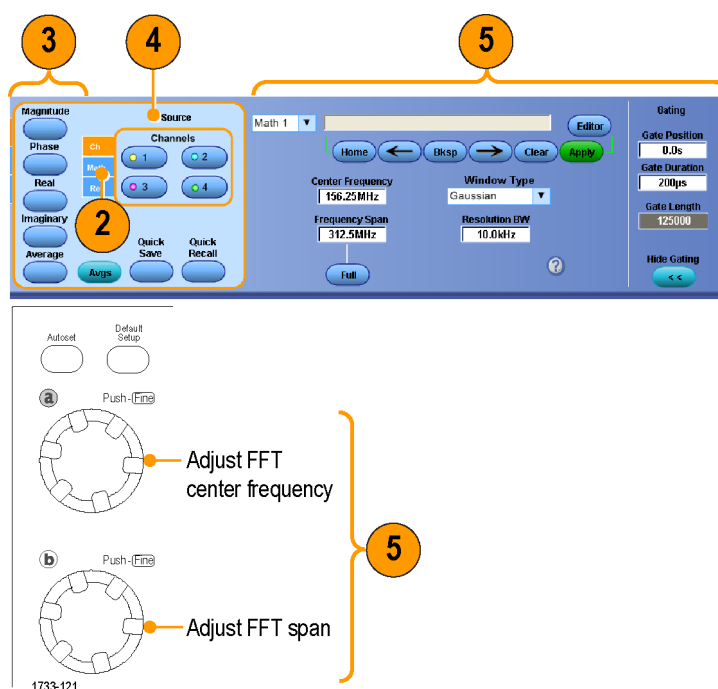 3
4
5
Magnitude
Phase
Real
Imaginary
Average
Source
Channels
Ch
1
2
3
4
2
Avgs
Quick
Save
Quick
Recall
Math 1
Editor
Home
←
Bksp
→
Clear
Apply
Center Frequency
156.25MHz
Window Type
Gaussian
Frequency Span
312.5MHz
Resolution BW
10.0kHz
Full
?
Gating
Gate Position
0.0s
Gate Duration
200µs
Gate Length
125000
Hide Gating
<<
Autoset
Default
Setup
a
Push-Fine
Adjust FFT
center frequency
5
b
Push-Fine
Adjust FFT span
1733-121